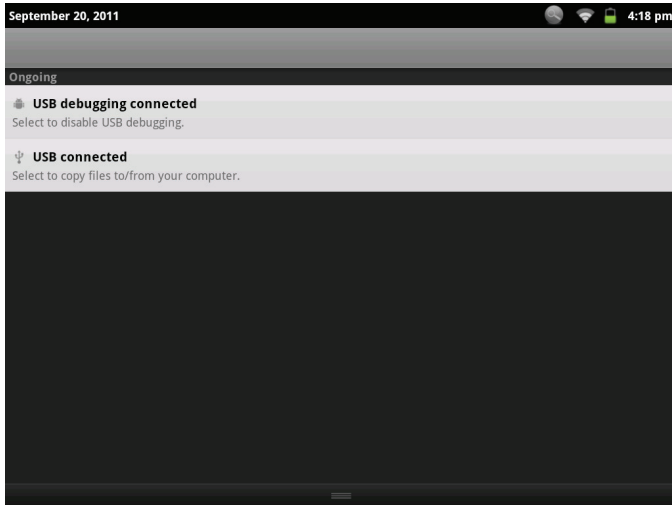 September 20, 2011 4:18 pm
Ongoing
USB debugging connected
Select to disable USB debugging.
USB connected
Select to copy files to/from your computer.